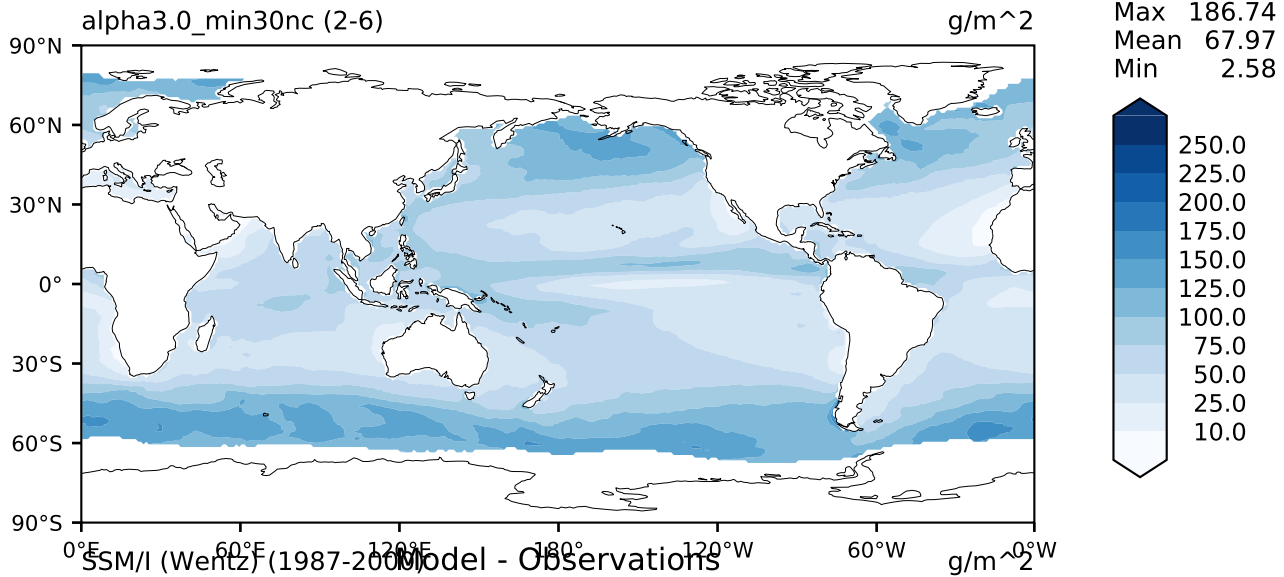 alpha3.0_min30nc (2-6)
g/m^2
Max 186.74
Mean 67.97
Min 2.58
90°N
60°N
30°N
0°
30°S
60°S
90°S
0°E 60°E 120°E 180° 120°W 60°W 0°W
250.0
225.0
200.0
175.0
150.0
125.0
100.0
75.0
50.0
25.0
10.0
SSM/I (Wentz) (1987-2000)
Model - Observations
g/m^2